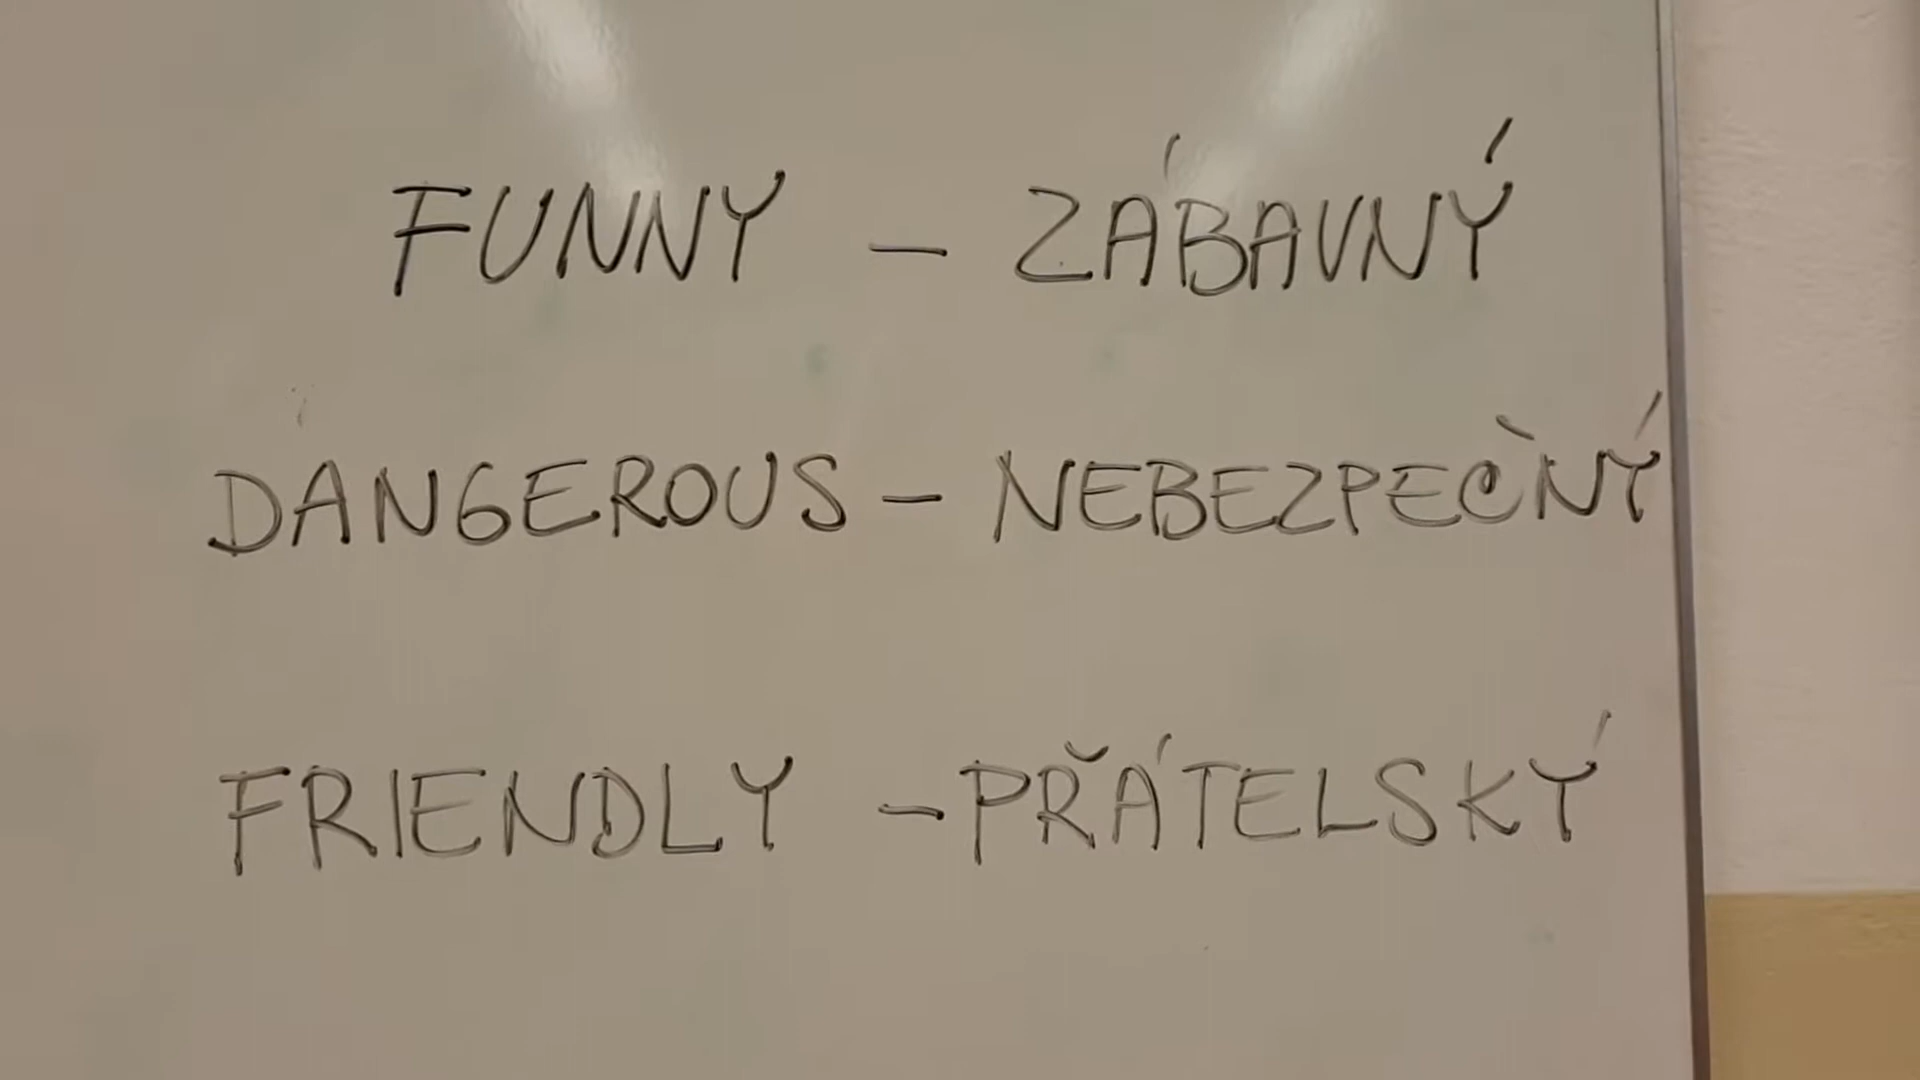 FUNNY - ZÁBAVNÝ
DANGEROUS - NEBEZPEČNÝ
FRIENDLY - PŘÁTELSKÝ